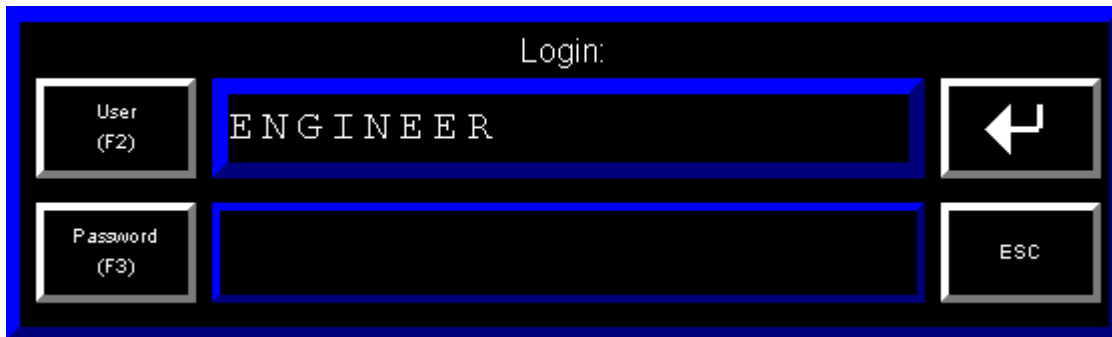 Login:
User
(F2)
ENGINEER
Password
(F3)
ESC